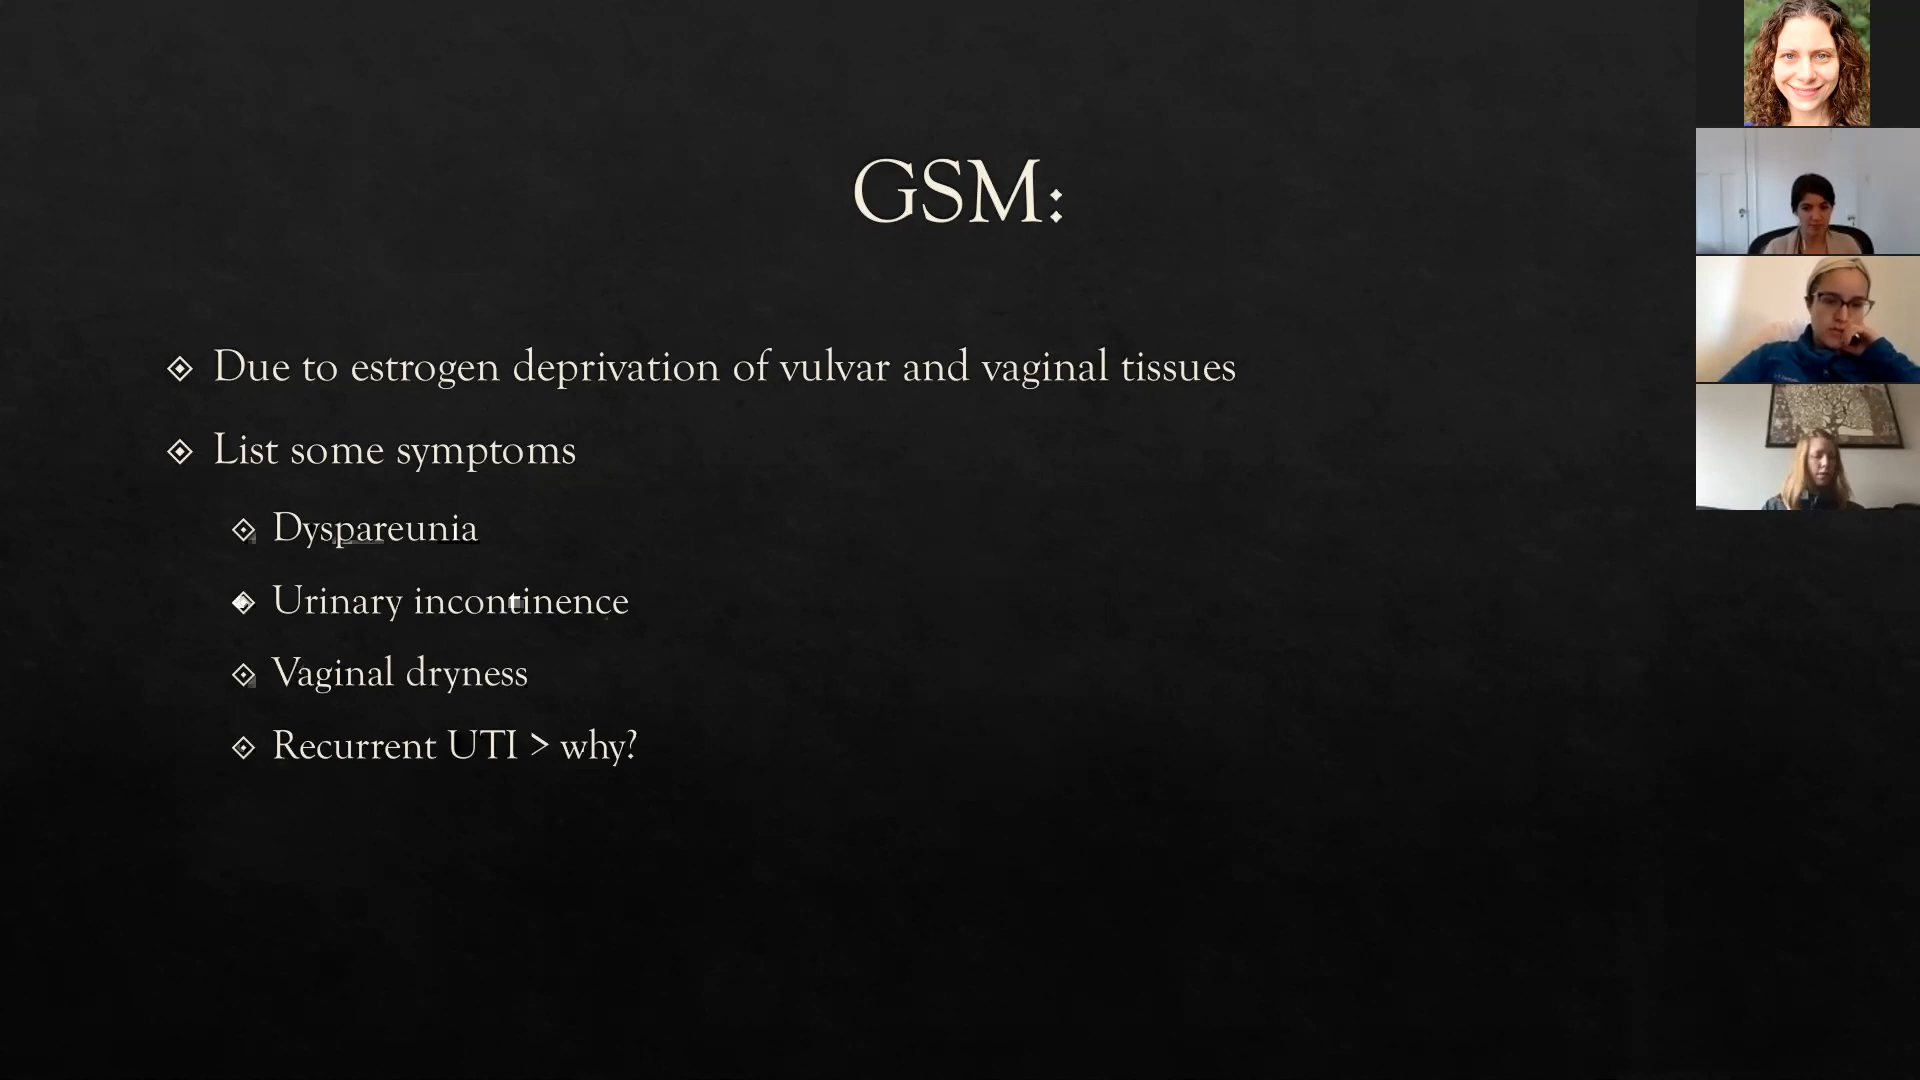 GSM:
Due to estrogen deprivation of vulvar and vaginal tissues
List some symptoms
Dyspareunia
Urinary incontinence
Vaginal dryness
Recurrent UTI > why?